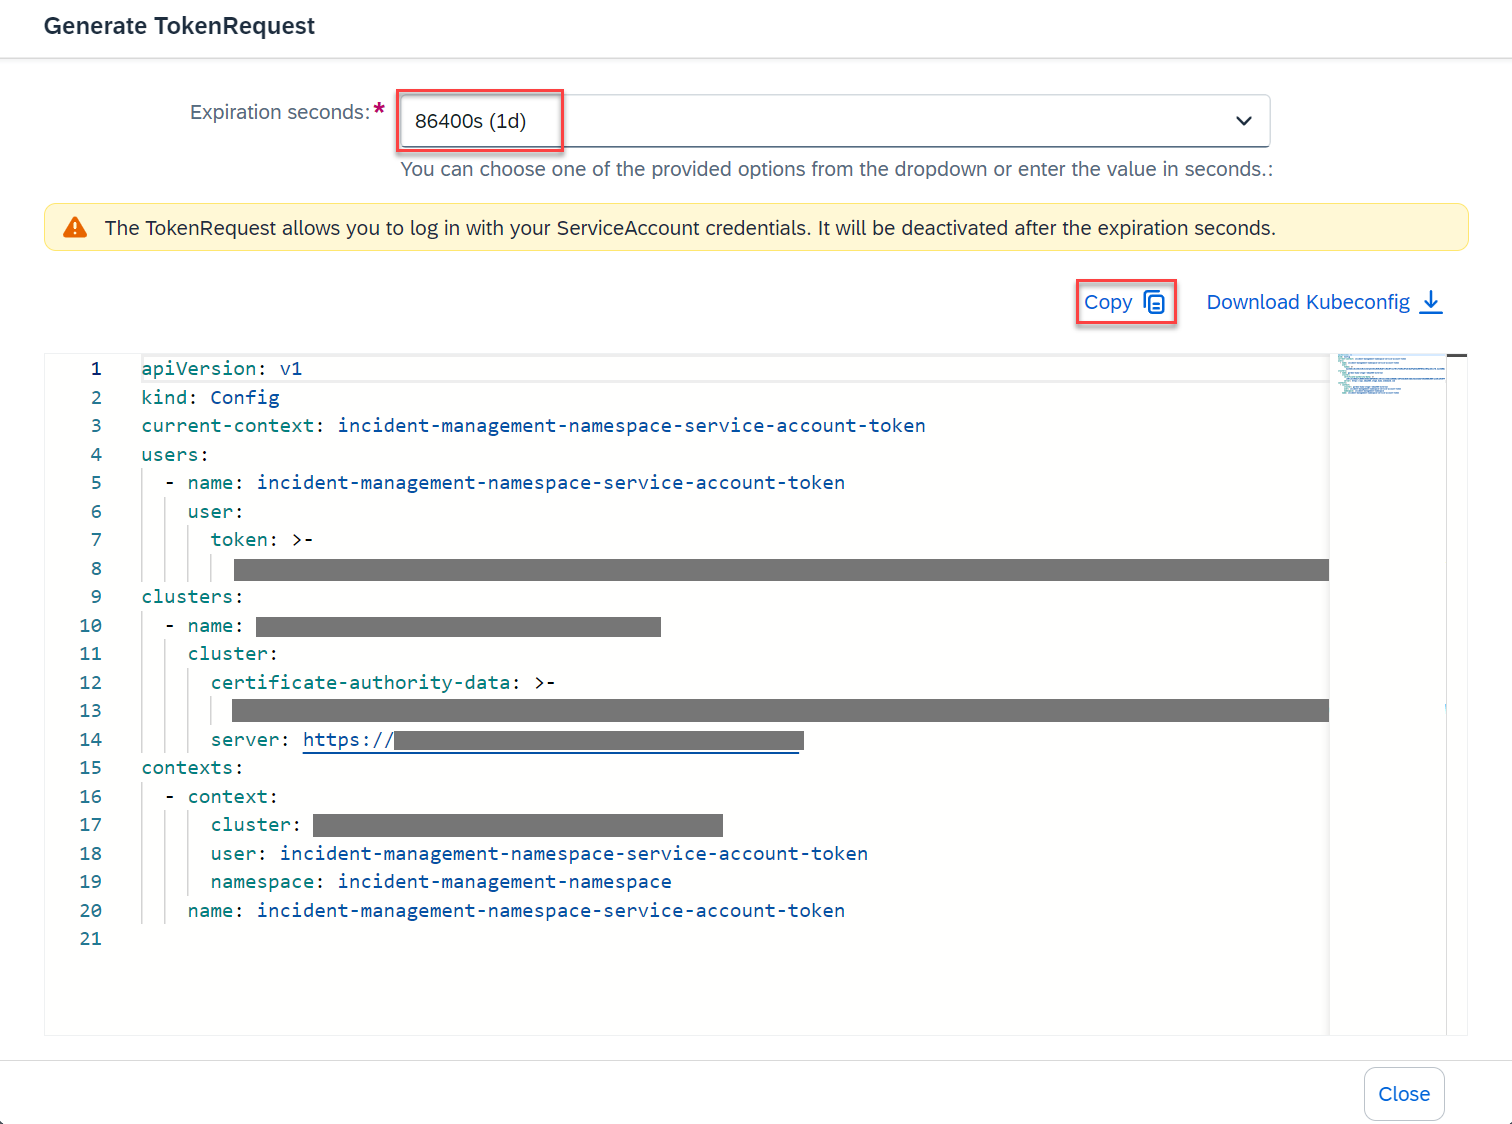 Generate TokenRequest
Expiration seconds:*
86400s (1d)
You can choose one of the provided options from the dropdown or enter the value in seconds.:
The TokenRequest allows you to log in with your ServiceAccount credentials. It will be deactivated after the expiration seconds.
Copy
Download Kubeconfig
1 apiVersion: v1
2 kind: Config
3 current-context: incident-management-namespace-service-account-token
4 users:
5 - name: incident-management-namespace-service-account-token
6 user:
7 token: >-
8
9 clusters:
10 - name:
11 cluster:
12 certificate-authority-data: >-
13
14 server: https://
15 contexts:
16 - context:
17 cluster:
18 user: incident-management-namespace-service-account-token
19 namespace: incident-management-namespace
20 name: incident-management-namespace-service-account-token
21
Close